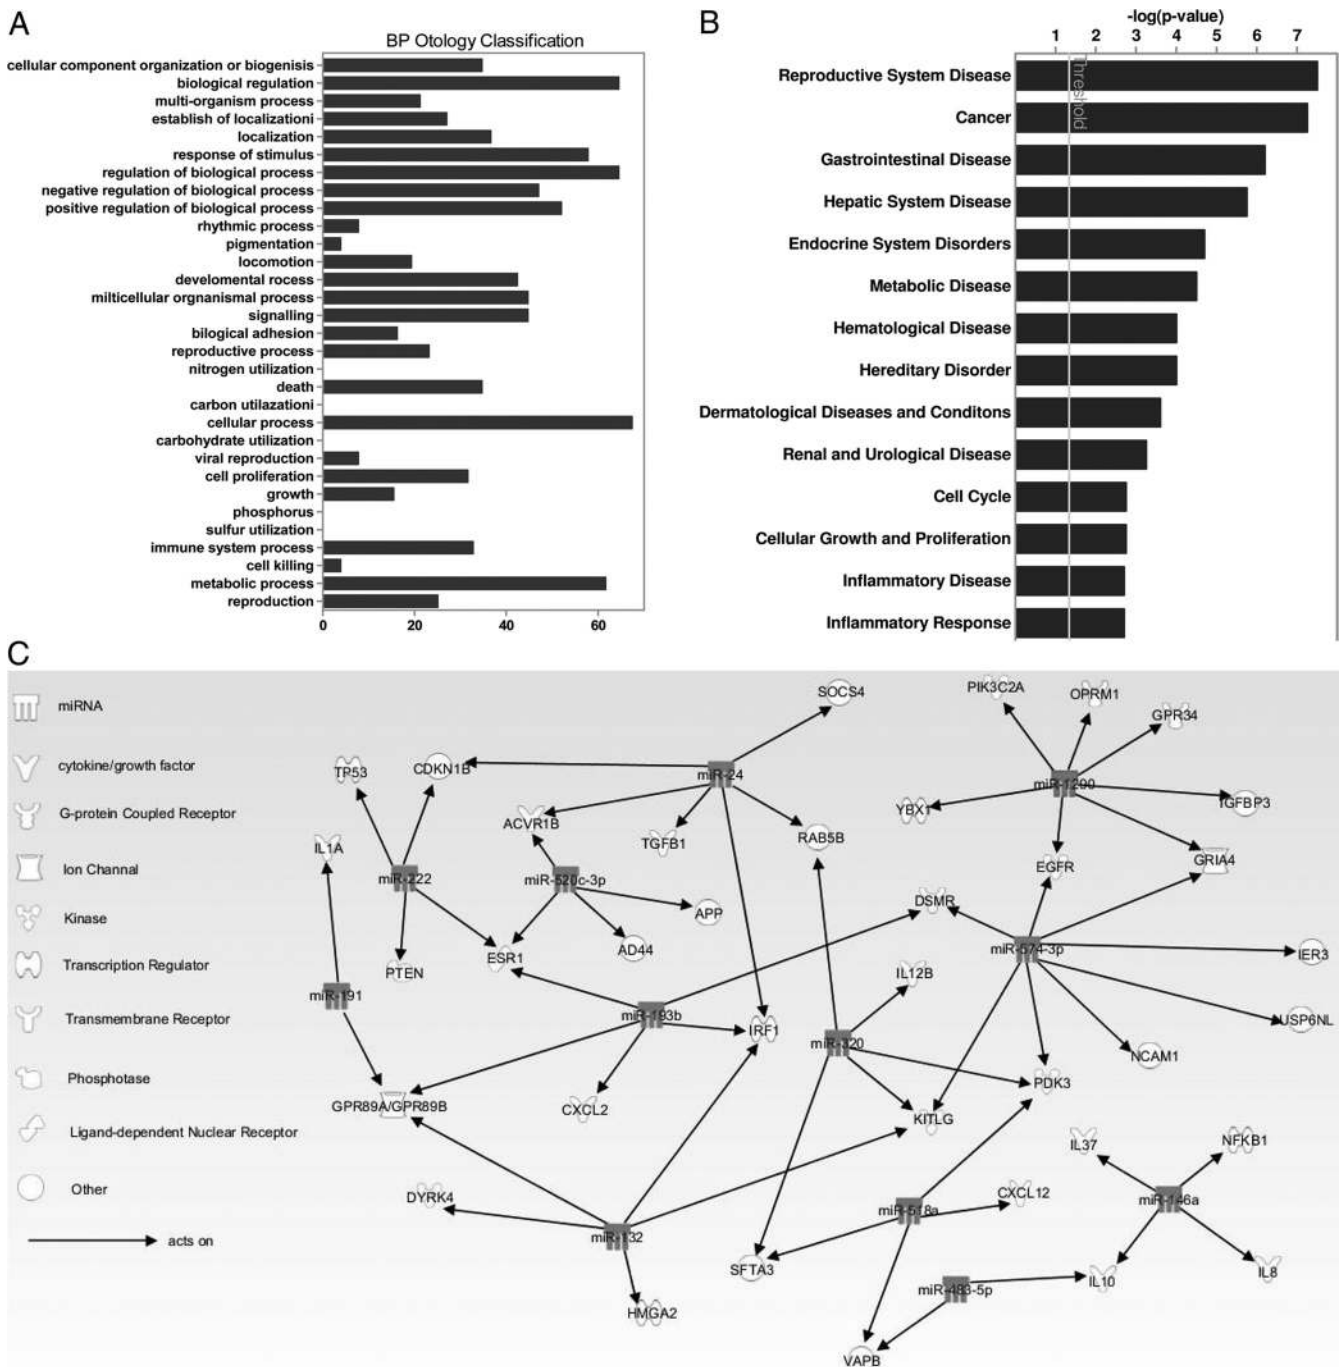 A
BP Otology Classification
cellular component organization or biogenisis
biological regulation
multi-organism process
establish of localizationi
localization
response of stimulus
regulation of biological process
negative regulation of biological process
positive regulation of biological process
rhythmic process
pigmentation
locomotion
develomental rocess
milticellular organismal process
signalling
bilogical adhesion
reproductive process
nitrogen utilization
death
carbon utilazationi
cellular process
carbohydrate utilization
viral reproduction
cell proliferation
growth
phosphorus
sulfur utilization
immune system process
cell killing
metabolic process
reproduction
0 20 40 60
B
-log(p-value)
1 2 3 4 5 6 7
Threshold
Reproductive System Disease
Cancer
Gastrointestinal Disease
Hepatic System Disease
Endocrine System Disorders
Metabolic Disease
Hematological Disease
Hereditary Disorder
Dermatological Diseases and Conditons
Renal and Urological Disease
Cell Cycle
Cellular Growth and Proliferation
Inflammatory Disease
Inflammatory Response
C
miRNA
cytokine/growth factor
G-protein Coupled Receptor
Ion Channel
Kinase
Transcription Regulator
Transmembrane Receptor
Phosphotase
Ligand-dependent Nuclear Receptor
Other
acts on
SOCS4
PIK3C2A
OPRM1
GPR34
TP53
CDKN1B
miR-24
miR-1290
YBX1
IGFBP3
ACVR1B
TGFB1
RAB5B
IL1A
EGFR
GRIA4
miR-222
miR-520c-3p
DSMR
APP
AD44
ESR1
PTEN
miR-574-3p
IER3
IL12B
miR-191
miR-193b
IRF1
miR-320
USP6NL
NCAM1
PDK3
GPR89A/GPR89B
CXCL2
KITLG
IL37
NFKB1
DYRK4
CXCL12
miR-146a
miR-518a
miR-132
SFTA3
IL10
IL8
miR-483-5p
HMGA2
VAPB